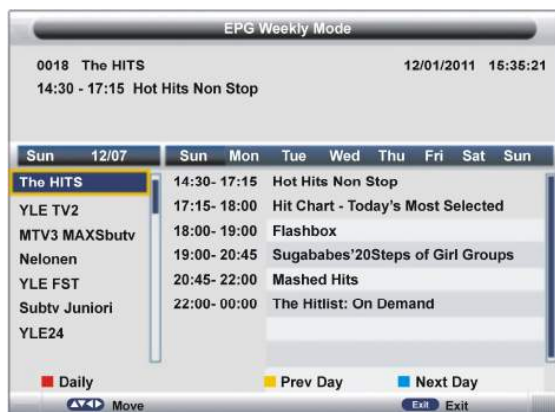 EPG Weekly Mode
0018 The HITS 12/01/2011 15:35:21
14:30 - 17:15 Hot Hits Non Stop
Sun 12/07 Sun Mon Tue Wed Thu Fri Sat Sun
The HITS
YLE TV2
MTV3 MAXSbutv
Nelonen
YLE FST
Subtv Juniori
YLE24
14:30- 17:15 Hot Hits Non Stop
17:15- 18:00 Hit Chart - Today's Most Selected
18:00- 19:00 Flashbox
19:00- 20:45 Sugababes'20Steps of Girl Groups
20:45- 22:00 Mashed Hits
22:00- 00:00 The Hitlist: On Demand
Daily Prev Day Next Day
Move Exit Exit